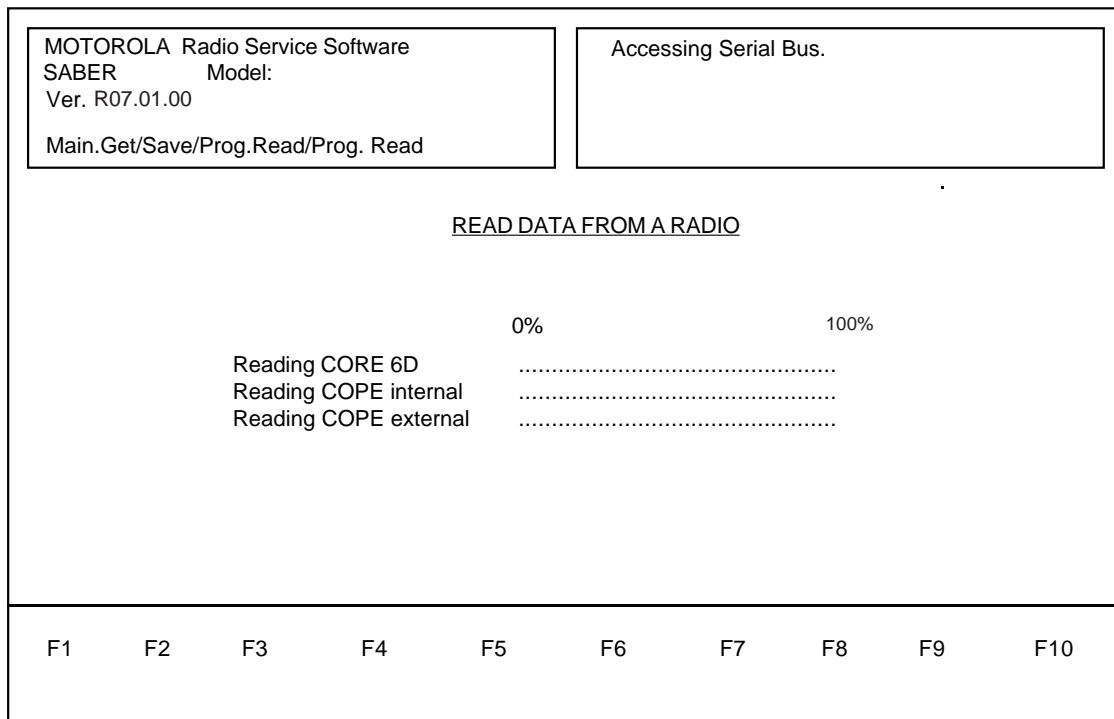 MOTOROLA Radio Service Software
SABER Model:
Ver. R07.01.00
Main.Get/Save/Prog.Read/Prog. Read
Accessing Serial Bus.
READ DATA FROM A RADIO
0% 100%
Reading CORE 6D ................................................
Reading COPE internal ................................................
Reading COPE external ................................................
F1 F2 F3 F4 F5 F6 F7 F8 F9 F10